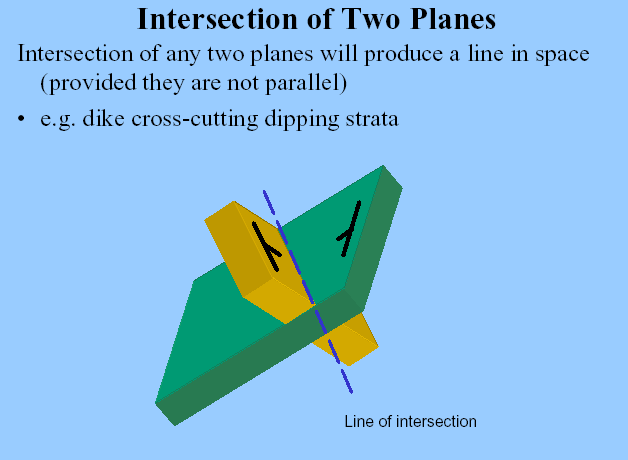 Intersection of Two Planes
Intersection of any two planes will produce a line in space
(provided they are not parallel)
• e.g. dike cross-cutting dipping strata
Line of intersection